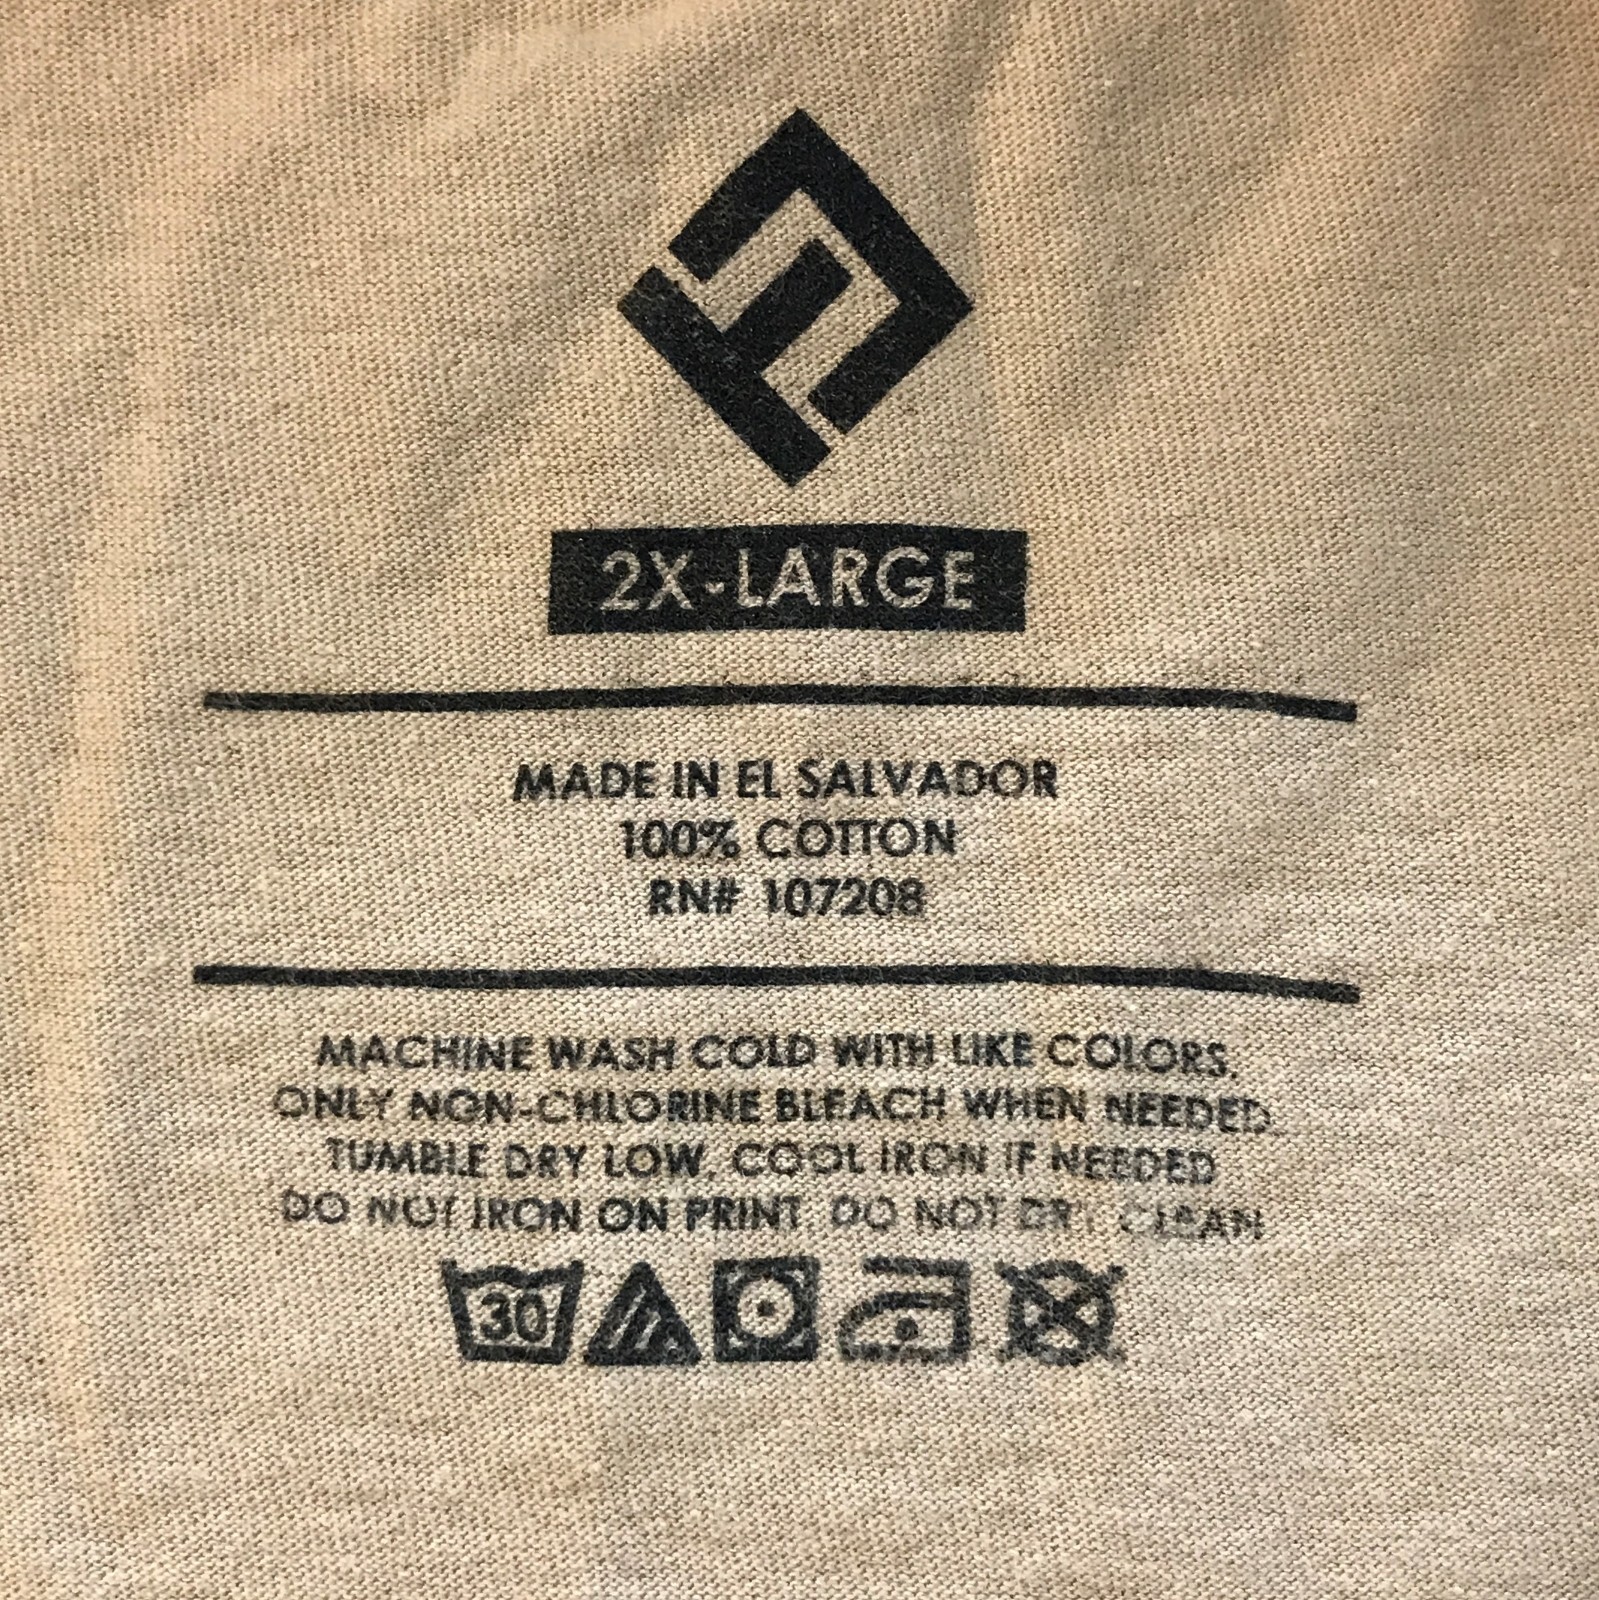 2X-LARGE
MADE IN EL SALVADOR
100% COTTON
RN# 107208
MACHINE WASH COLD WITH LIKE COLORS.
ONLY NON-CHLORINE BLEACH WHEN NEEDED.
TUMBLE DRY LOW, COOL IRON IF NEEDED
DO NOT IRON ON PRINT. DO NOT DRY CLEAN
30